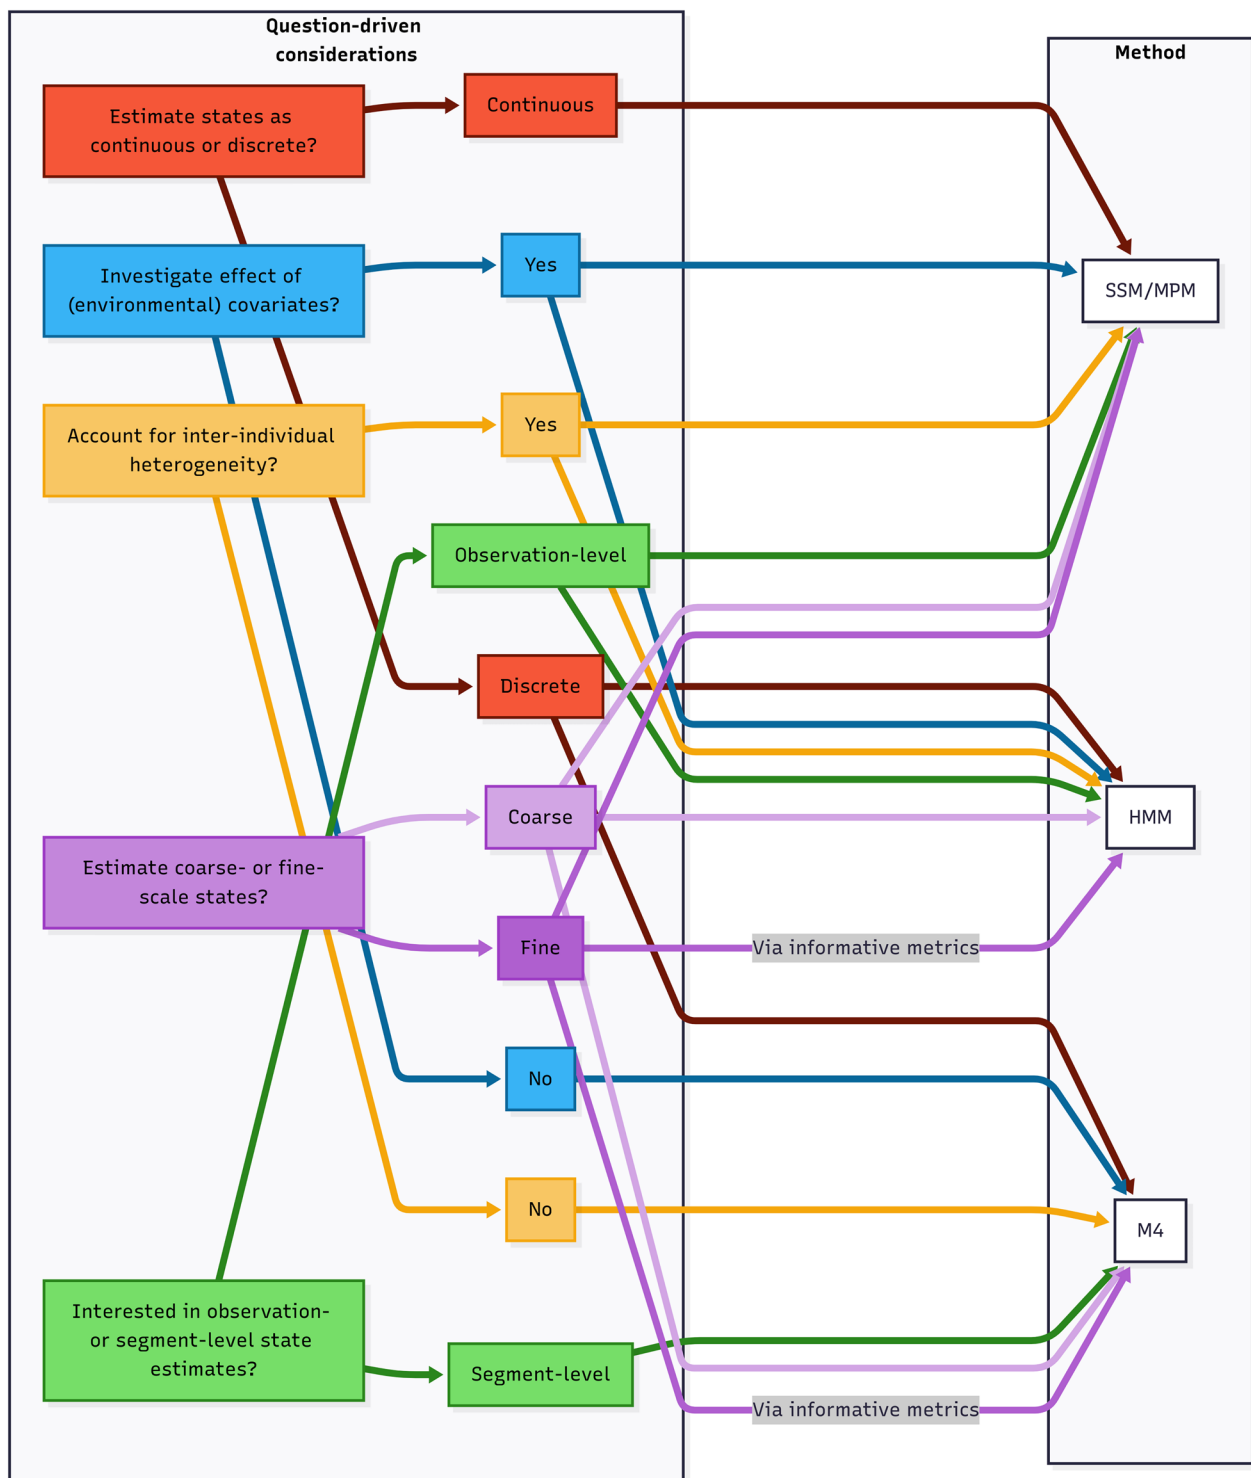 Question-driven
considerations
Method
Estimate states as
continuous or discrete?
Continuous
Investigate effect of
(environmental) covariates?
Yes
SSM/MPM
Account for inter-individual
heterogeneity?
Yes
Observation-level
Discrete
Coarse
HMM
Estimate coarse- or fine-
scale states?
Fine
Via informative metrics
No
No
M4
Interested in observation-
or segment-level state
estimates?
Segment-level
Via informative metrics